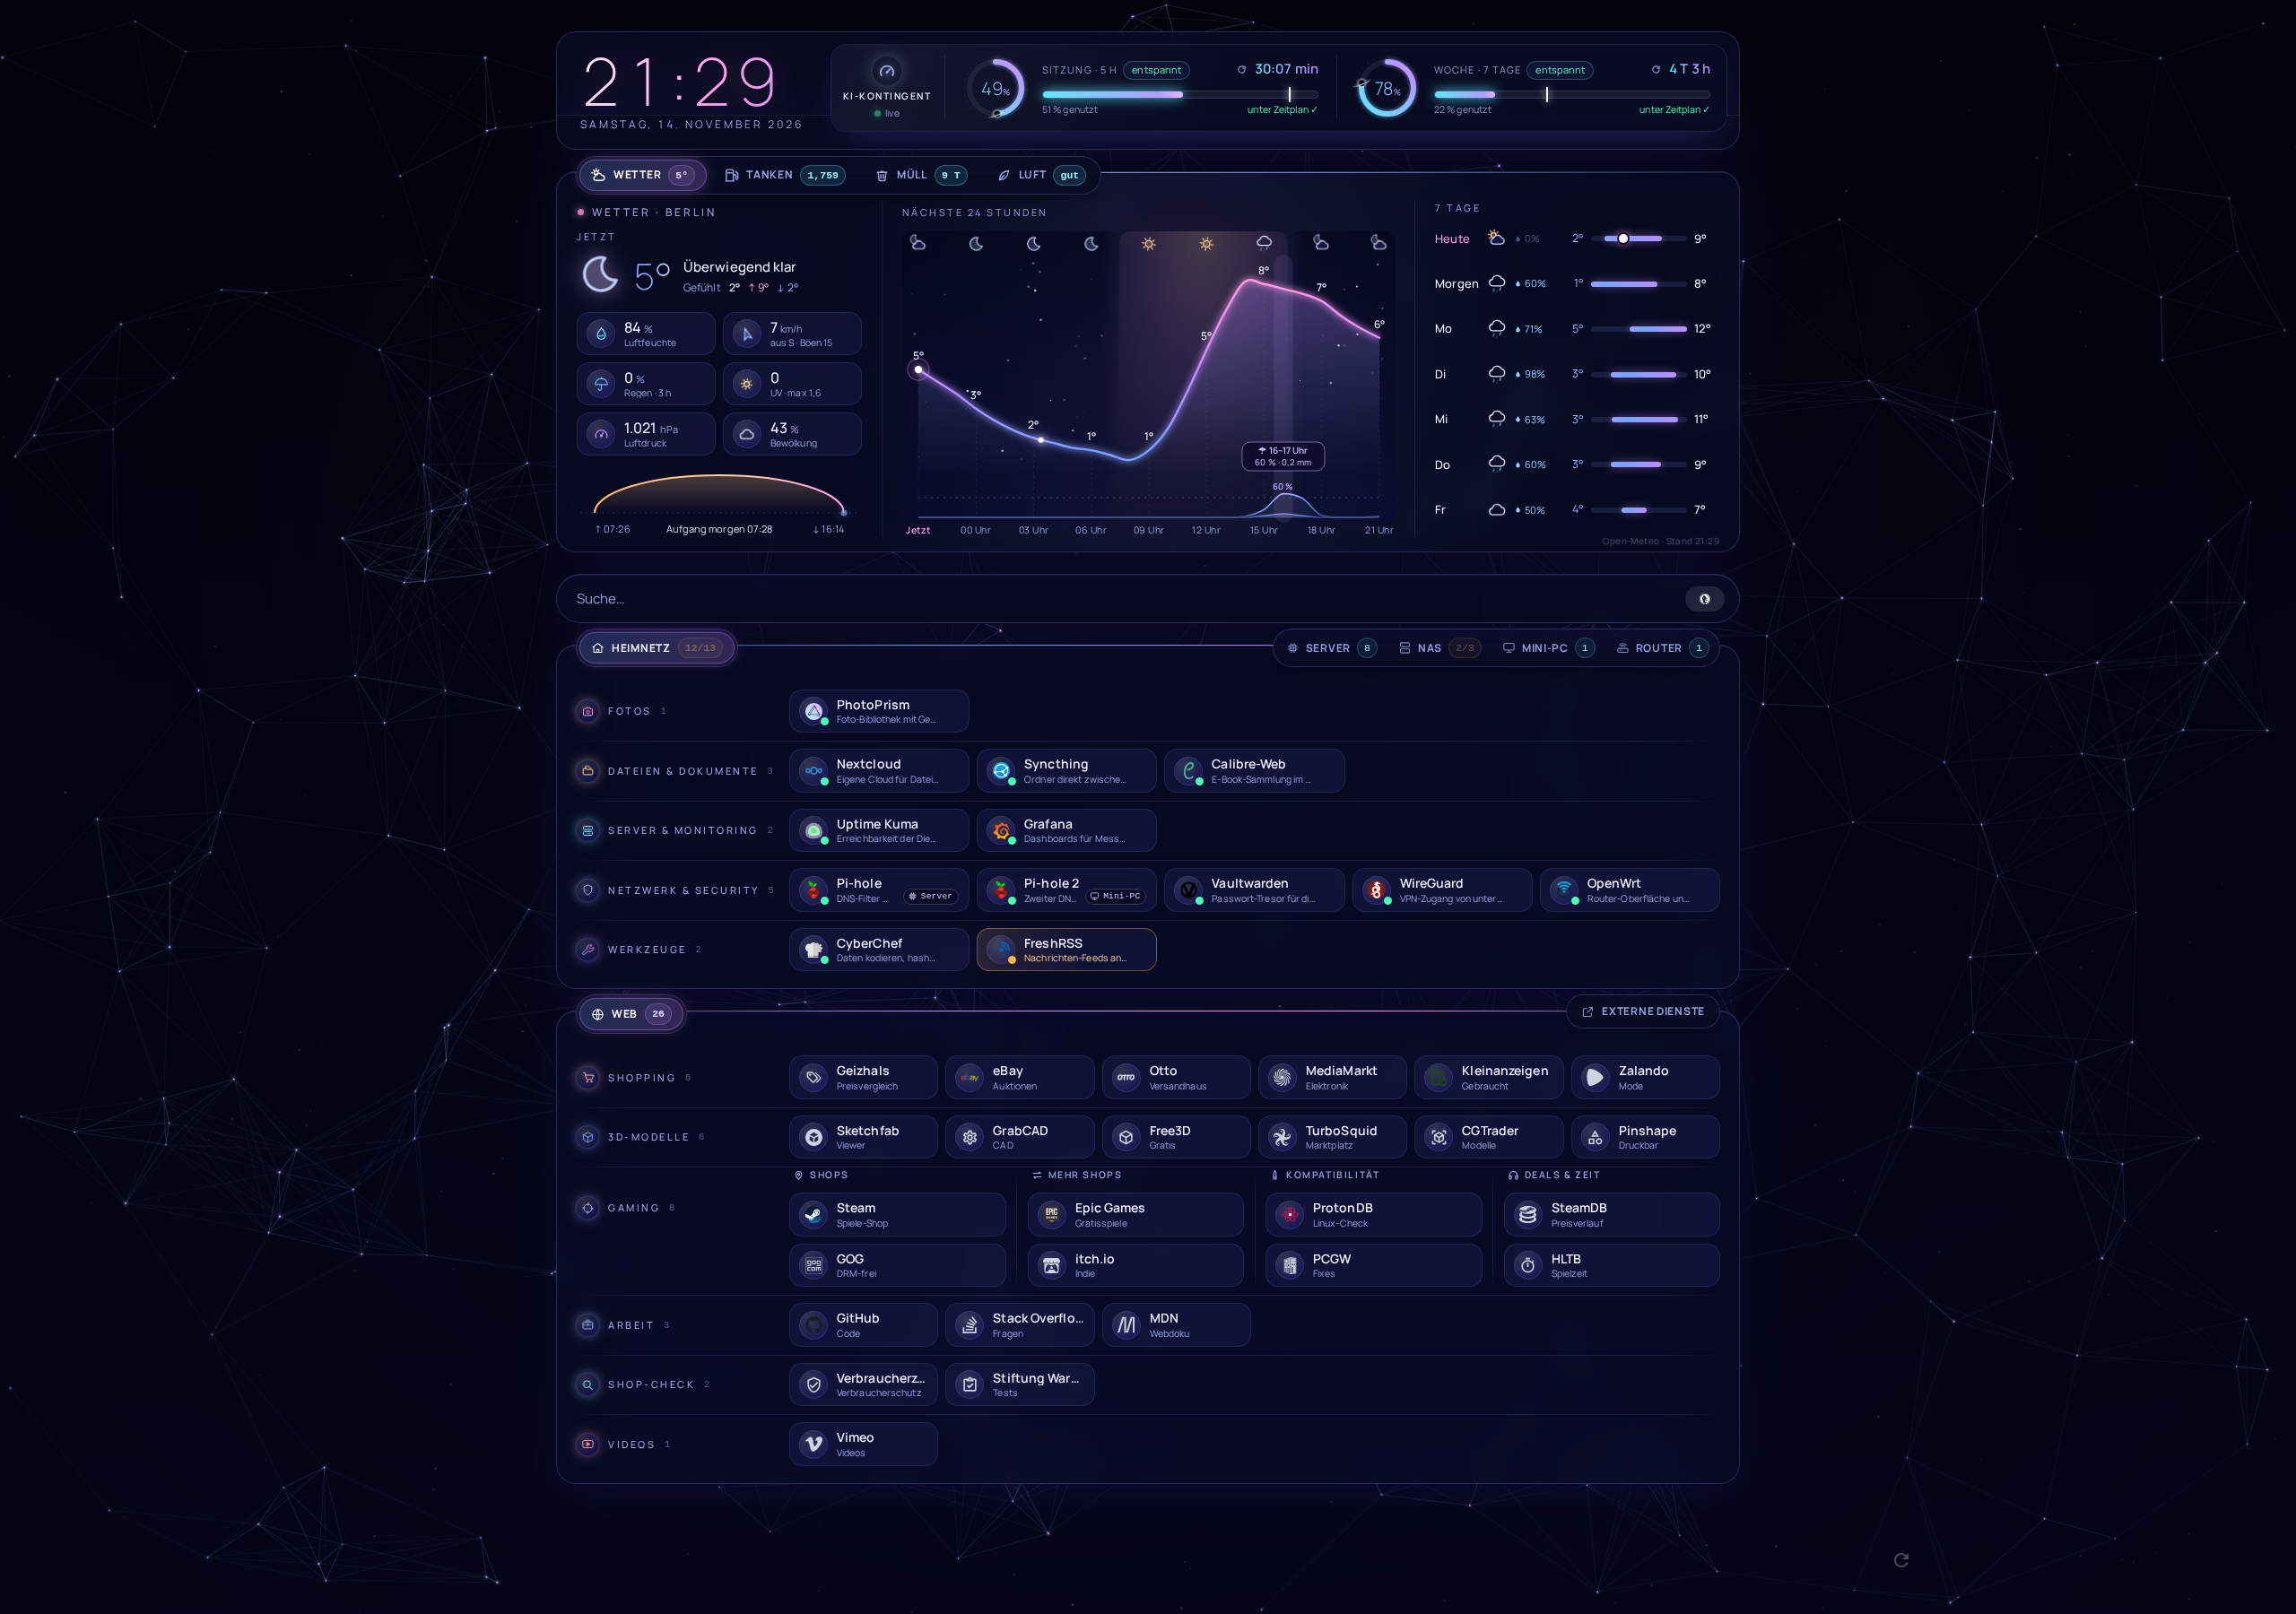 21:29
SAMSTAG, 14. NOVEMBER 2026
KI-KONTINGENT
live
49%
SITZUNG · 5 H entspannt 30:07 min
51 % genutzt unter Zeitplan ✓
78%
WOCHE · 7 TAGE entspannt 4 T 3 h
22 % genutzt unter Zeitplan ✓
WETTER 5° TANKEN 1,759 MÜLL 9 T LUFT gut
WETTER · BERLIN
JETZT
5° Überwiegend klar
Gefühlt 2° ↑ 9° ↓ 2°
84 %
Luftfeuchte
7 km/h
aus S · Böen 15
0 %
Regen · 3 h
0
UV · max 1,6
1.021 hPa
Luftdruck
43 %
Bewölkung
↑ 07:26 Aufgang morgen 07:28 ↓ 16:14
NÄCHSTE 24 STUNDEN
5° 3° 2° 1° 1° 5° 8° 7° 6°
16–17 Uhr
60 % · 0,2 mm
60 %
Jetzt 00 Uhr 03 Uhr 06 Uhr 09 Uhr 12 Uhr 15 Uhr 18 Uhr 21 Uhr
7 TAGE
Heute 0% 2° 9°
Morgen 60% 1° 8°
Mo 71% 5° 12°
Di 98% 3° 10°
Mi 63% 3° 11°
Do 60% 3° 9°
Fr 50% 4° 7°
Open-Meteo · Stand 21:29
Suche…
HEIMNETZ 12/13
SERVER 8 NAS 2/3 MINI-PC 1 ROUTER 1
FOTOS 1
PhotoPrism
Foto-Bibliothek mit Ge…
DATEIEN & DOKUMENTE 3
Nextcloud
Eigene Cloud für Datei…
Syncthing
Ordner direkt zwische…
Calibre-Web
E-Book-Sammlung im …
SERVER & MONITORING 2
Uptime Kuma
Erreichbarkeit der Die…
Grafana
Dashboards für Mess…
NETZWERK & SECURITY 5
Pi-hole
DNS-Filter … Server
Pi-hole 2
Zweiter DN… Mini-PC
Vaultwarden
Passwort-Tresor für di…
WireGuard
VPN-Zugang von unter…
OpenWrt
Router-Oberfläche un…
WERKZEUGE 2
CyberChef
Daten kodieren, hash…
FreshRSS
Nachrichten-Feeds an…
WEB 26
EXTERNE DIENSTE
SHOPPING 6
Geizhals
Preisvergleich
ebay
eBay
Auktionen
OTTO
Otto
Versandhaus
MediaMarkt
Elektronik
Kleinanzeigen
Gebraucht
Zalando
Mode
3D-MODELLE 6
Sketchfab
Viewer
GrabCAD
CAD
Free3D
Gratis
TurboSquid
Marktplatz
CGTrader
Modelle
Pinshape
Druckbar
GAMING 8
SHOPS
Steam
Spiele-Shop
GOG
DRM-frei
MEHR SHOPS
EPIC
Epic Games
Gratisspiele
itch.io
Indie
KOMPATIBILITÄT
ProtonDB
Linux-Check
PCGW
Fixes
DEALS & ZEIT
SteamDB
Preisverlauf
HLTB
Spielzeit
ARBEIT 3
GitHub
Code
Stack Overflo…
Fragen
MDN
Webdoku
SHOP-CHECK 2
Verbraucherz…
Verbraucherschutz
Stiftung War…
Tests
VIDEOS 1
Vimeo
Videos